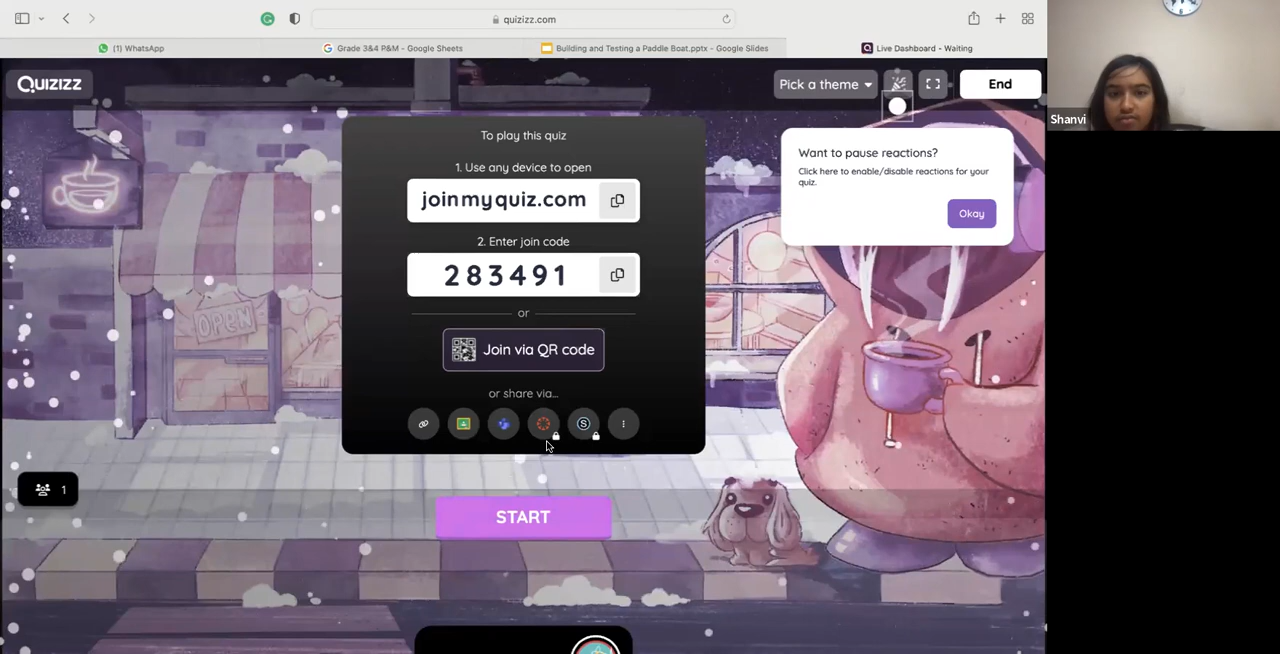 quizizz.com
(1) WhatsApp
Grade 3&4 P&M - Google Sheets
Building and Testing a Paddle Boat.pptx - Google Slides
Live Dashboard - Waiting
QUIZIZZ
Pick a theme
End
Shanvi
To play this quiz
1. Use any device to open
joinmyquiz.com
2. Enter join code
283491
or
Join via QR code
or share via...
S
Want to pause reactions?
Click here to enable/disable reactions for your
quiz.
Okay
OPEN
1
START